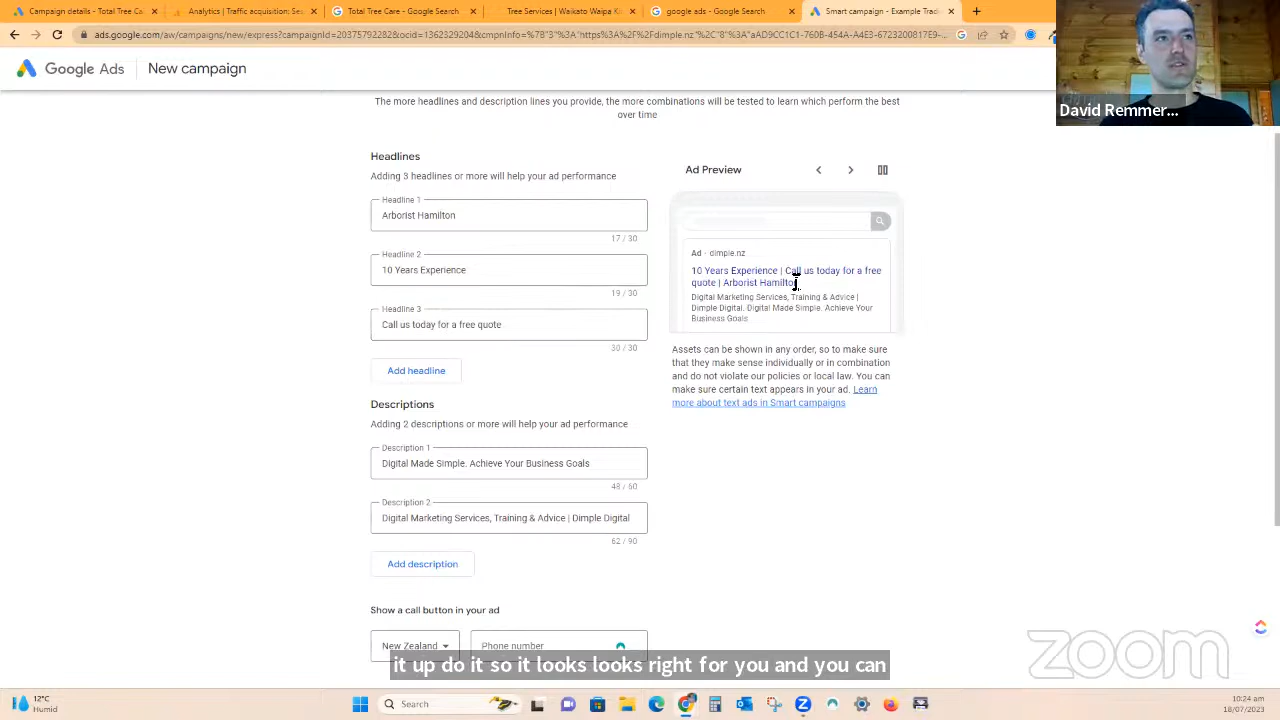 Total Tree Care - Campaigns det
Analytics | Traffic acquisition: Ses
Total Tree Care - Google Search
Tree Services | Waikato Waipa Ki
google ads - Google Search
Smart campaign - Example Tradi
ads.google.com/aw/campaigns/new/express?campaignId=20375792282&ocid=1362329204&cmpnInfo=%7B"3"%3A"https%3A%2F%2Fdimple.nz"%2C"8"%3A"aAD9CC1C1-760B-454A-A4E3-6723200817E9-...
Google Ads
New campaign
David Remmer...
The more headlines and description lines you provide, the more combinations will be tested to learn which perform the best
over time
Headlines
Adding 3 headlines or more will help your ad performance
Headline 1
Arborist Hamilton
17 / 30
Headline 2
10 Years Experience
19 / 30
Headline 3
Call us today for a free quote
30 / 30
Add headline
Descriptions
Adding 2 descriptions or more will help your ad performance
Description 1
Digital Made Simple. Achieve Your Business Goals
48 / 60
Description 2
Digital Marketing Services, Training & Advice | Dimple Digital
62 / 90
Add description
Show a call button in your ad
New Zealand
Phone number
Ad Preview
Ad · dimple.nz
10 Years Experience | Call us today for a free
quote | Arborist Hamilton
Digital Marketing Services, Training & Advice |
Dimple Digital. Digital Made Simple. Achieve Your
Business Goals
Assets can be shown in any order, so to make sure
that they make sense individually or in combination
and do not violate our policies or local law. You can
make sure certain text appears in your ad. Learn
more about text ads in Smart campaigns
it up do it so it looks looks right for you and you can
zoom
12°C
Humid
Search
10:24 am
18/07/2023